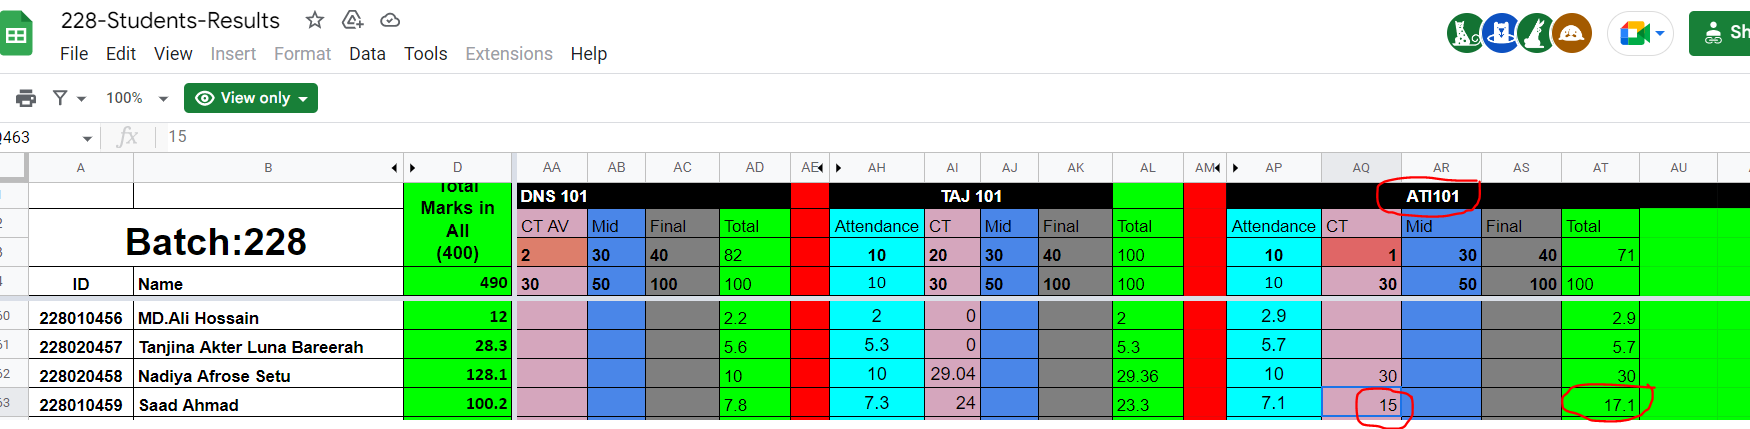 228-Students-Results
File Edit View Insert Format Data Tools Extensions Help
100% View only
463 fx 15
A B D AA AB AC AD AE AH AI AJ AK AL AM AP AQ AR AS AT AU
Total Marks in All (400) DNS 101 TAJ 101 ATI101
2 CT AV Mid Final Total Attendance CT Mid Final Total Attendance CT Mid Final Total
3 Batch:228 2 30 40 82 10 20 30 40 100 10 1 30 40 71
4 ID Name 490 30 50 100 100 10 30 50 100 100 10 30 50 100 100
60 228010456 MD.Ali Hossain 12 2.2 2 0 2 2.9 2.9
61 228020457 Tanjina Akter Luna Bareerah 28.3 5.6 5.3 0 5.3 5.7 5.7
62 228020458 Nadiya Afrose Setu 128.1 10 10 29.04 29.36 10 30 30
63 228010459 Saad Ahmad 100.2 7.8 7.3 24 23.3 7.1 15 17.1